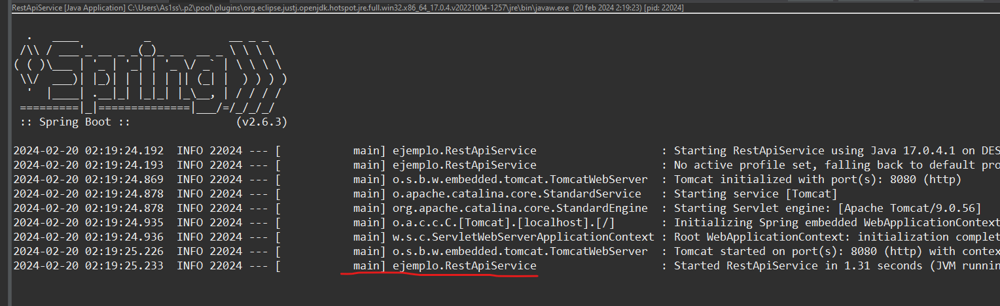 RestApiService [Java Application] C:\Users\As1ss\.p2\pool\plugins\org.eclipse.justj.openjdk.hotspot.jre.full.win32.x86_64_17.0.4.v20221004-1257\jre\bin\javaw.exe (20 feb 2024 2:19:23) [pid: 22024]
  .   ____          _            __ _ _
 /\\ / ___'_ __ _ _(_)_ __  __ _ \ \ \ \
( ( )\___ | '_ | '_| | '_ \/ _` | \ \ \ \
 \\/  ___)| |_)| | | | | || (_| |  ) ) ) )
  '  |____| .__|_| |_|_| |_\__, | / / / /
 =========|_|==============|___/=/_/_/_/
 :: Spring Boot ::                (v2.6.3)
2024-02-20 02:19:24.192  INFO 22024 --- [           main] ejemplo.RestApiService                   : Starting RestApiService using Java 17.0.4.1 on DES
2024-02-20 02:19:24.193  INFO 22024 --- [           main] ejemplo.RestApiService                   : No active profile set, falling back to default pro
2024-02-20 02:19:24.869  INFO 22024 --- [           main] o.s.b.w.embedded.tomcat.TomcatWebServer  : Tomcat initialized with port(s): 8080 (http)
2024-02-20 02:19:24.878  INFO 22024 --- [           main] o.apache.catalina.core.StandardService   : Starting service [Tomcat]
2024-02-20 02:19:24.878  INFO 22024 --- [           main] org.apache.catalina.core.StandardEngine  : Starting Servlet engine: [Apache Tomcat/9.0.56]
2024-02-20 02:19:24.935  INFO 22024 --- [           main] o.a.c.c.C.[Tomcat].[localhost].[/]       : Initializing Spring embedded WebApplicationContext
2024-02-20 02:19:24.936  INFO 22024 --- [           main] w.s.c.ServletWebServerApplicationContext : Root WebApplicationContext: initialization complet
2024-02-20 02:19:25.226  INFO 22024 --- [           main] o.s.b.w.embedded.tomcat.TomcatWebServer  : Tomcat started on port(s): 8080 (http) with contex
2024-02-20 02:19:25.233  INFO 22024 --- [           main] ejemplo.RestApiService                   : Started RestApiService in 1.31 seconds (JVM runnin